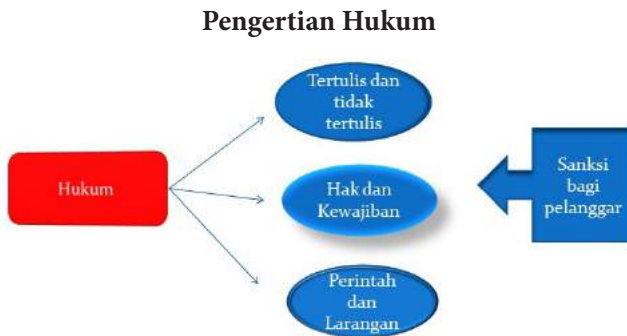 Pengertian Hukum
Hukum
Tertulis dan
tidak
tertulis
Hak dan
Kewajiban
Perintah
dan
Larangan
Sanksi
bagi
pelanggar